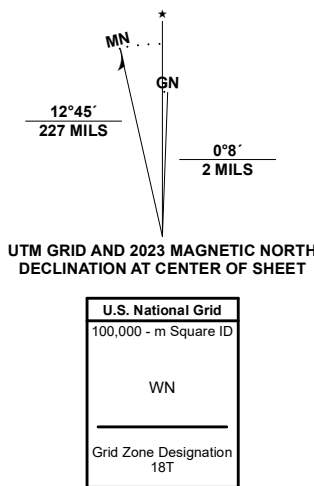 ★
MN
GN
12°45´
227 MILS
0°8´
2 MILS
UTM GRID AND 2023 MAGNETIC NORTH
DECLINATION AT CENTER OF SHEET
U.S. National Grid
100,000 - m Square ID
WN
Grid Zone Designation
18T